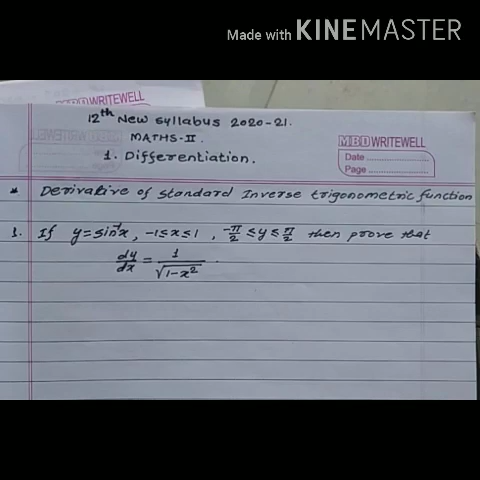 Made with KINEMASTER
MBD WRITEWELL
12th New syllabus 2020-21.
MATHS-II
1. Differentiation.
MBD WRITEWELL
Date
Page
* Derivative of standard Inverse trigonometric function
1. If y = sin⁻¹x, -1≤x≤1, -π/2 ≤y≤ π/2 then prove that
dy/dx = 1/√1-x²